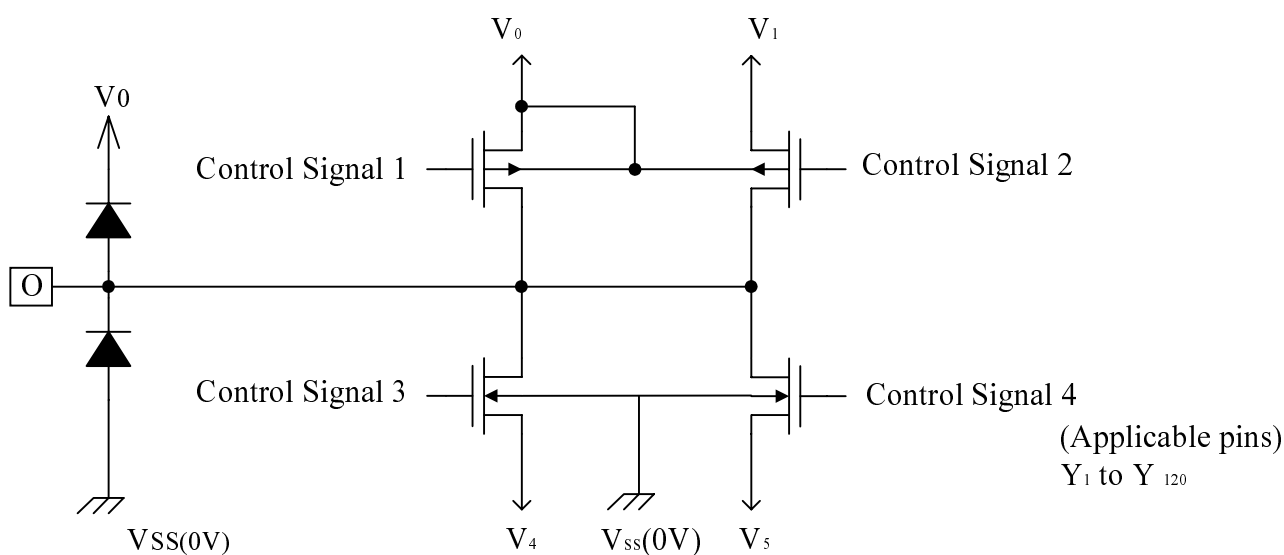 V0 V1
V0
Control Signal 1 Control Signal 2
O
Control Signal 3 Control Signal 4
(Applicable pins)
Y1 to Y 120
VSS(0V) V4 Vss(0V) V5